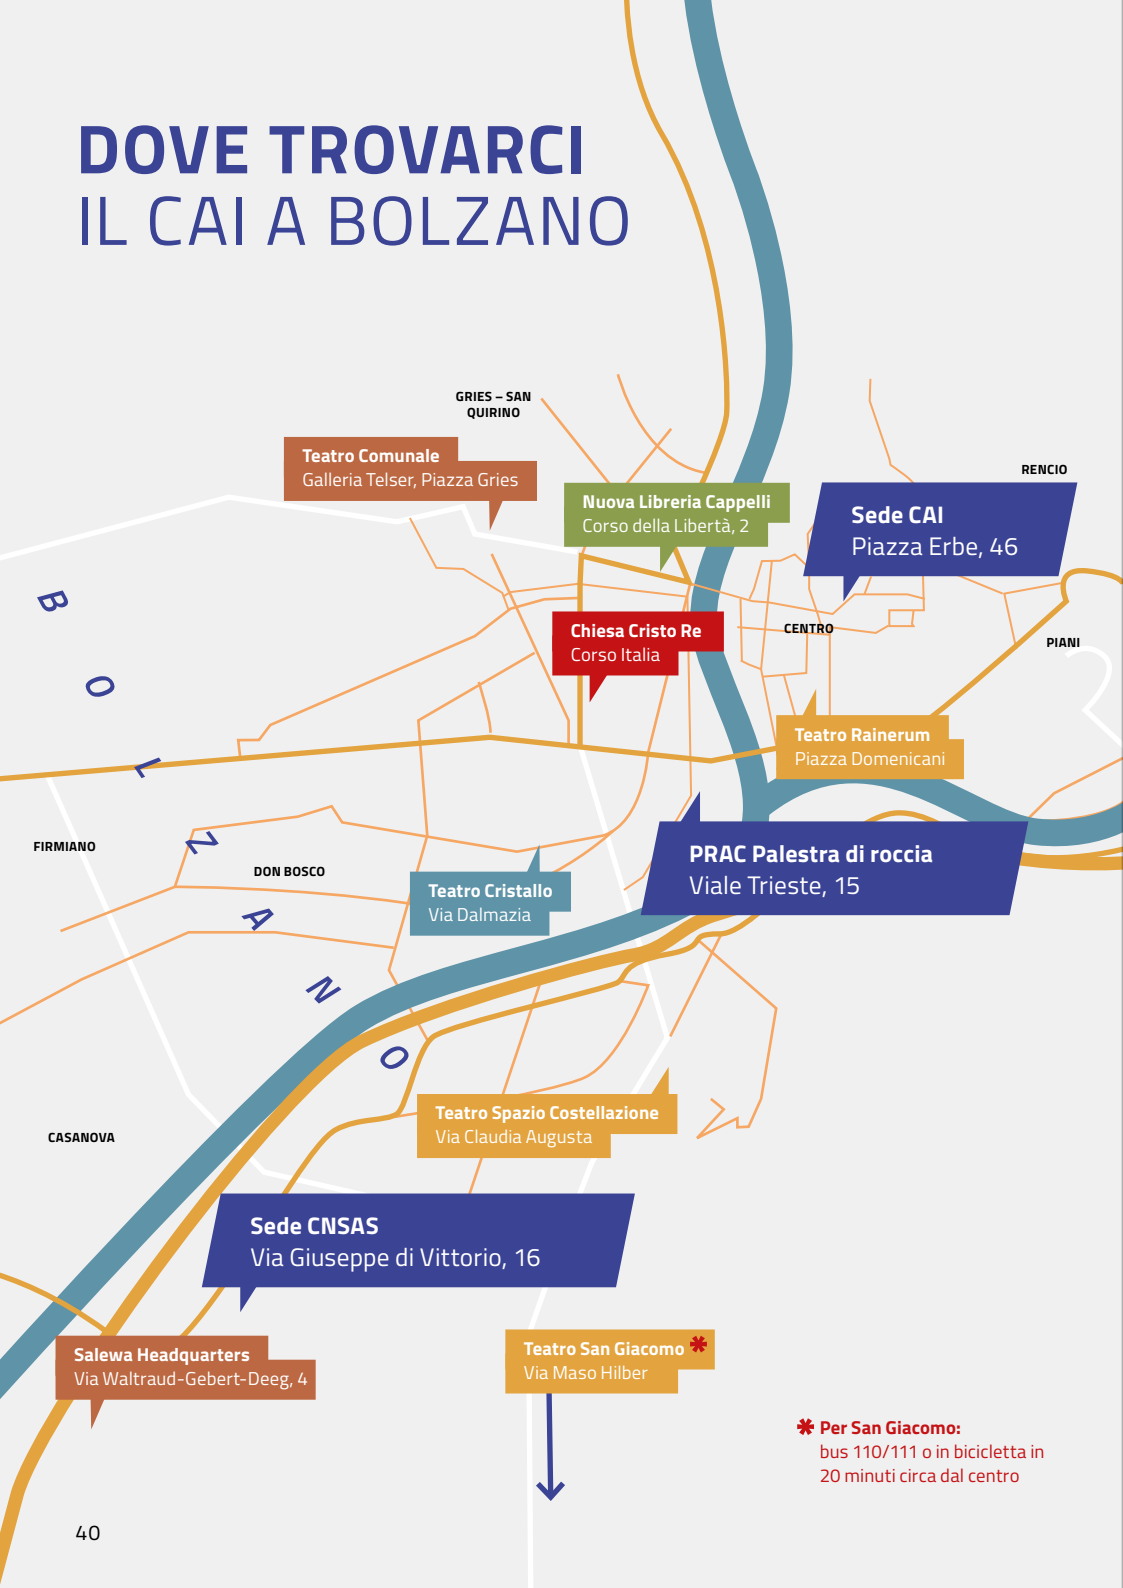 DOVE TROVARCI
IL CAI A BOLZANO
GRIES – SAN
QUIRINO
Teatro Comunale
Galleria Telser, Piazza Gries
RENCIO
Nuova Libreria Cappelli
Corso della Libertà, 2
Sede CAI
Piazza Erbe, 46
B O L Z A N O
Chiesa Cristo Re
Corso Italia
CENTRO
PIANI
Teatro Rainerum
Piazza Domenicani
FIRMIANO
DON BOSCO
PRAC Palestra di roccia
Viale Trieste, 15
Teatro Cristallo
Via Dalmazia
Teatro Spazio Costellazione
Via Claudia Augusta
CASANOVA
Sede CNSAS
Via Giuseppe di Vittorio, 16
Salewa Headquarters
Via Waltraud-Gebert-Deeg, 4
Teatro San Giacomo *
Via Maso Hilber
* Per San Giacomo:
bus 110/111 o in bicicletta in
20 minuti circa dal centro
40